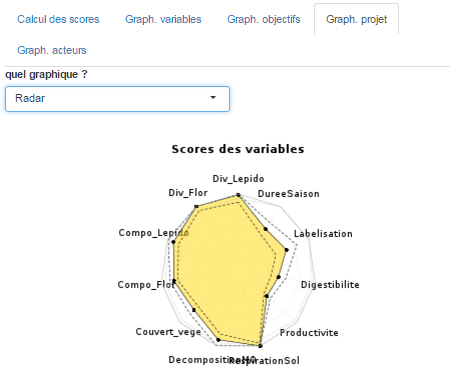 Calcul des scores
Graph. variables
Graph. objectifs
Graph. projet
Graph. acteurs
quel graphique ?
Radar
Scores des variables
Div_Lepido
Div_Flor
DureeSaison
Compo_Lepido
Labelisation
Compo_Flor
Digestibilite
Couvert_vege
Productivite
RespirationSol